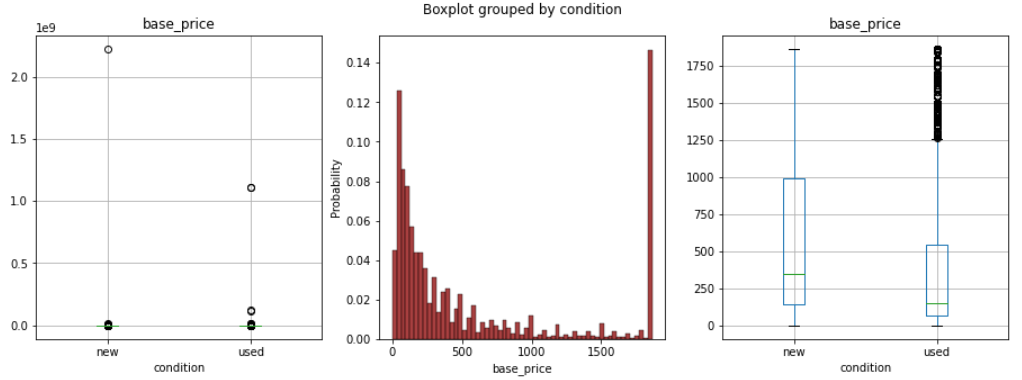 Boxplot grouped by condition
1e9
base_price
2.0
1.5
1.0
0.5
0.0
new
used
condition
Probability
0.14
0.12
0.10
0.08
0.06
0.04
0.02
0.00
0
500
1000
1500
base_price
base_price
1750
1500
1250
1000
750
500
250
0
new
used
condition